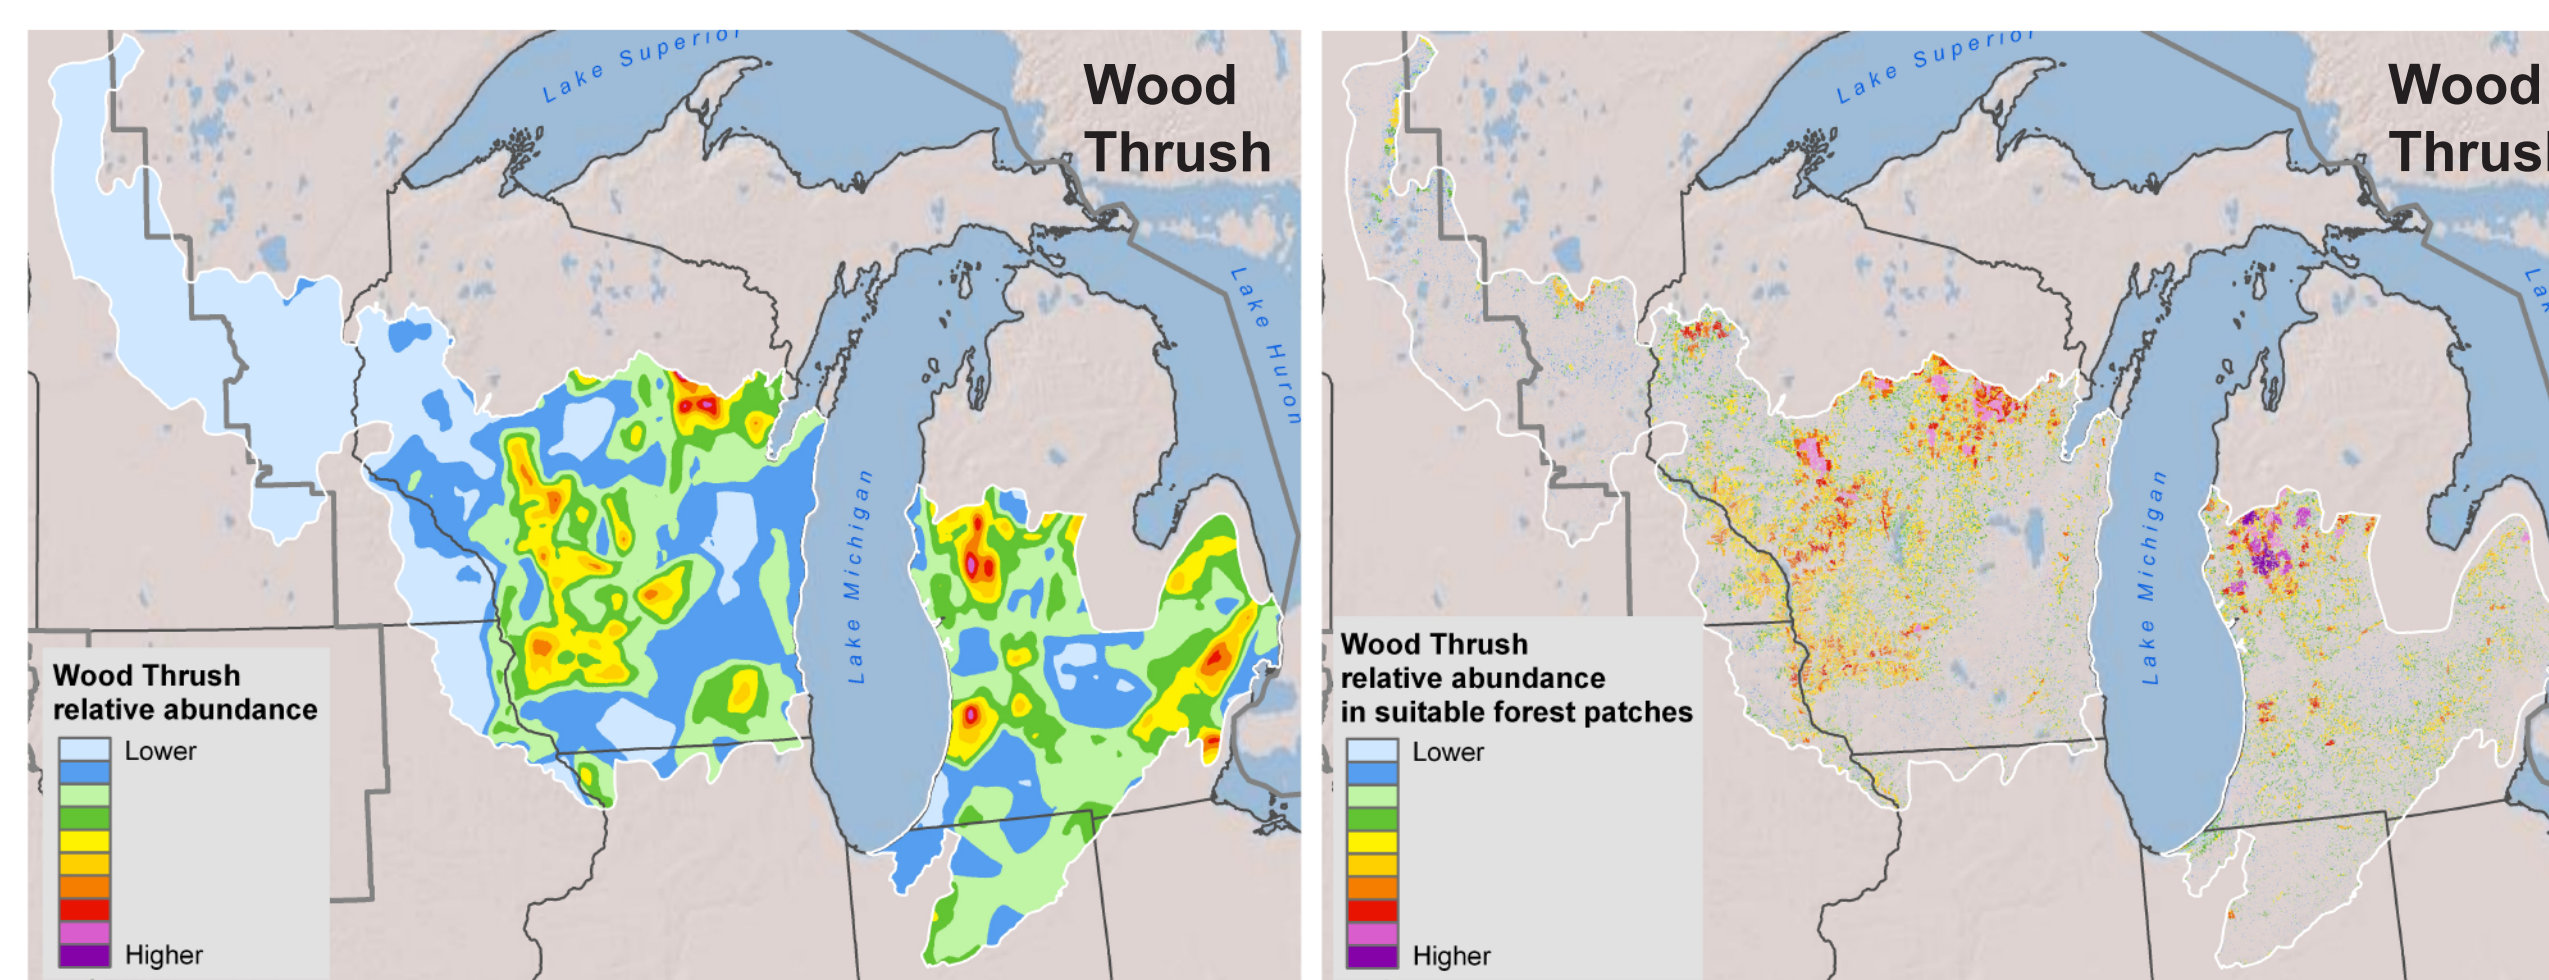 Lake Superior
Wood
Thrush
Lake Huron
Lake Michigan
Wood Thrush
relative abundance
Lower
Higher
Lake Superior
Wood
Lake Michigan
Wood Thrush
relative abundance
in suitable forest patches
Lower
Higher